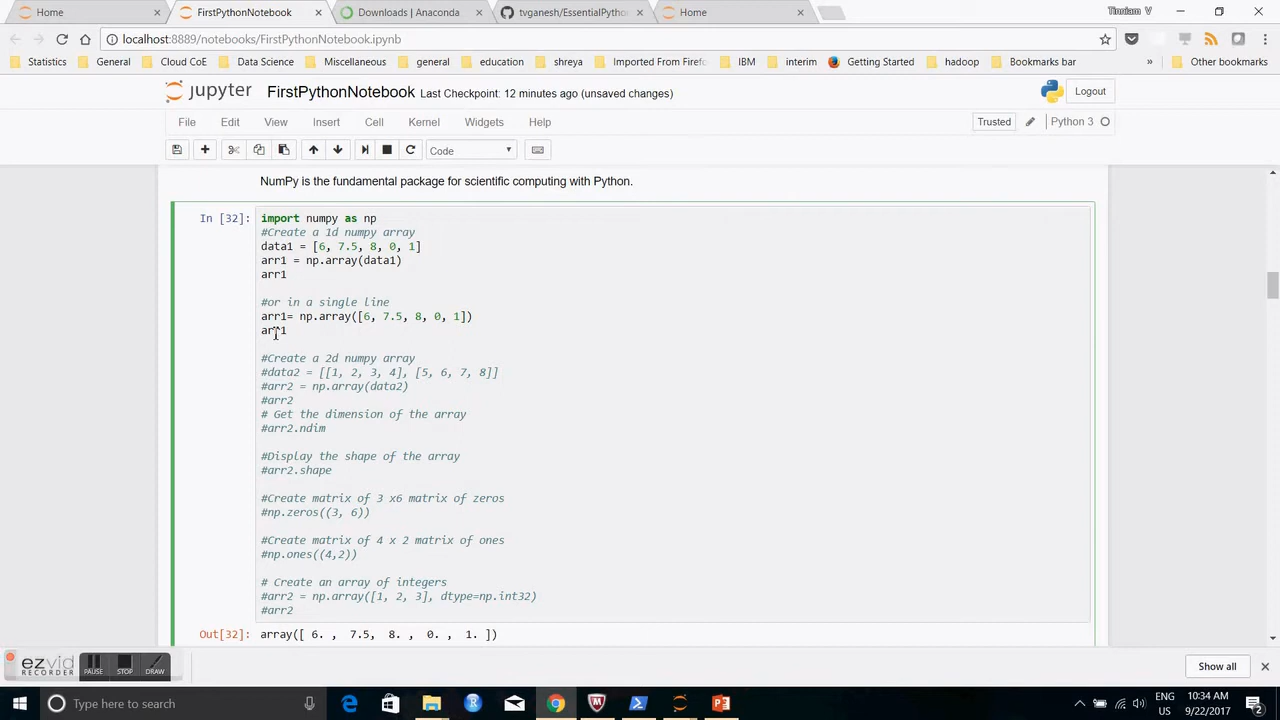 Home
FirstPythonNotebook
Downloads | Anaconda
tvganesh/EssentialPython
Home
localhost:8889/notebooks/FirstPythonNotebook.ipynb
Statistics General Cloud CoE Data Science Miscellaneous general education shreya Imported From Firefo IBM interim Getting Started hadoop Bookmarks bar » Other bookmarks
jupyter FirstPythonNotebook Last Checkpoint: 12 minutes ago (unsaved changes) Logout
File Edit View Insert Cell Kernel Widgets Help Trusted Python 3
Code
NumPy is the fundamental package for scientific computing with Python.
In [32]: import numpy as np
#Create a 1d numpy array
data1 = [6, 7.5, 8, 0, 1]
arr1 = np.array(data1)
arr1
#or in a single line
arr1= np.array([6, 7.5, 8, 0, 1])
arr1
#Create a 2d numpy array
#data2 = [[1, 2, 3, 4], [5, 6, 7, 8]]
#arr2 = np.array(data2)
#arr2
# Get the dimension of the array
#arr2.ndim
#Display the shape of the array
#arr2.shape
#Create matrix of 3 x6 matrix of zeros
#np.zeros((3, 6))
#Create matrix of 4 x 2 matrix of ones
#np.ones((4,2))
# Create an array of integers
#arr2 = np.array([1, 2, 3], dtype=np.int32)
#arr2
Out[32]: array([ 6. ,  7.5,  8. ,  0. ,  1. ])
ezvid
RECORDER
PAUSE STOP DRAW
Show all
Type here to search
ENG
US
10:34 AM
9/22/2017
2